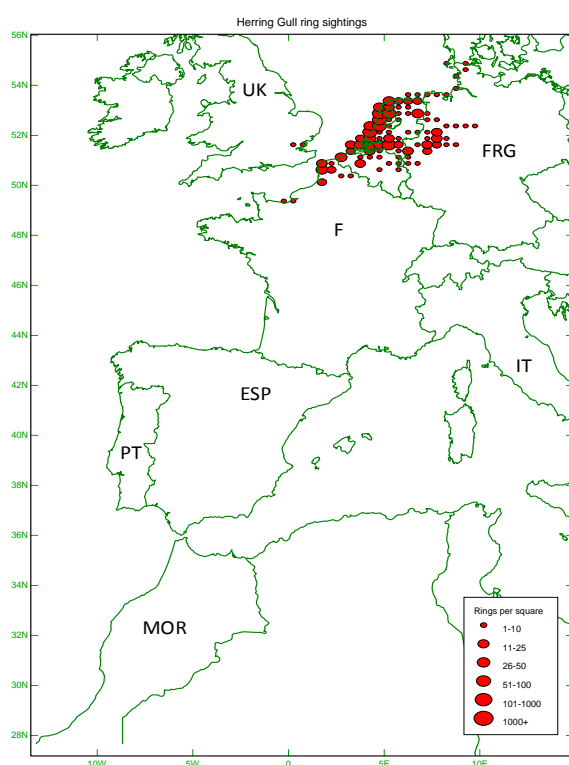 Herring Gull ring sightings
56N
54N
52N
50N
48N
46N
44N
42N
40N
38N
36N
34N
32N
30N
28N
UK
FRG
F
IT
ESP
PT
MOR
Rings per square
1-10
11-25
26-50
51-100
101-1000
1000+
10W
5W
0
5E
10E